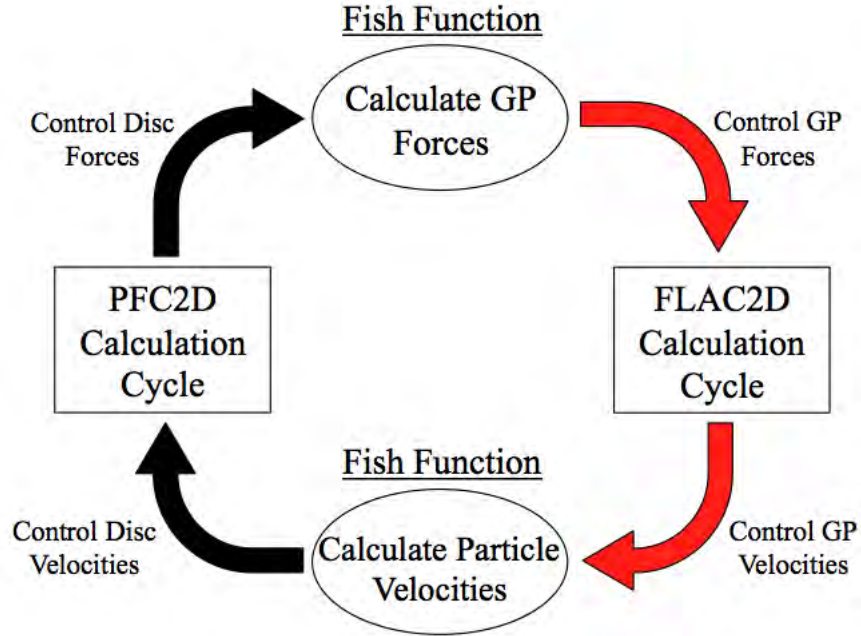 Fish Function
Calculate GP
Forces
Control Disc
Forces
Control GP
Forces
PFC2D
Calculation
Cycle
FLAC2D
Calculation
Cycle
Fish Function
Calculate Particle
Velocities
Control Disc
Velocities
Control GP
Velocities